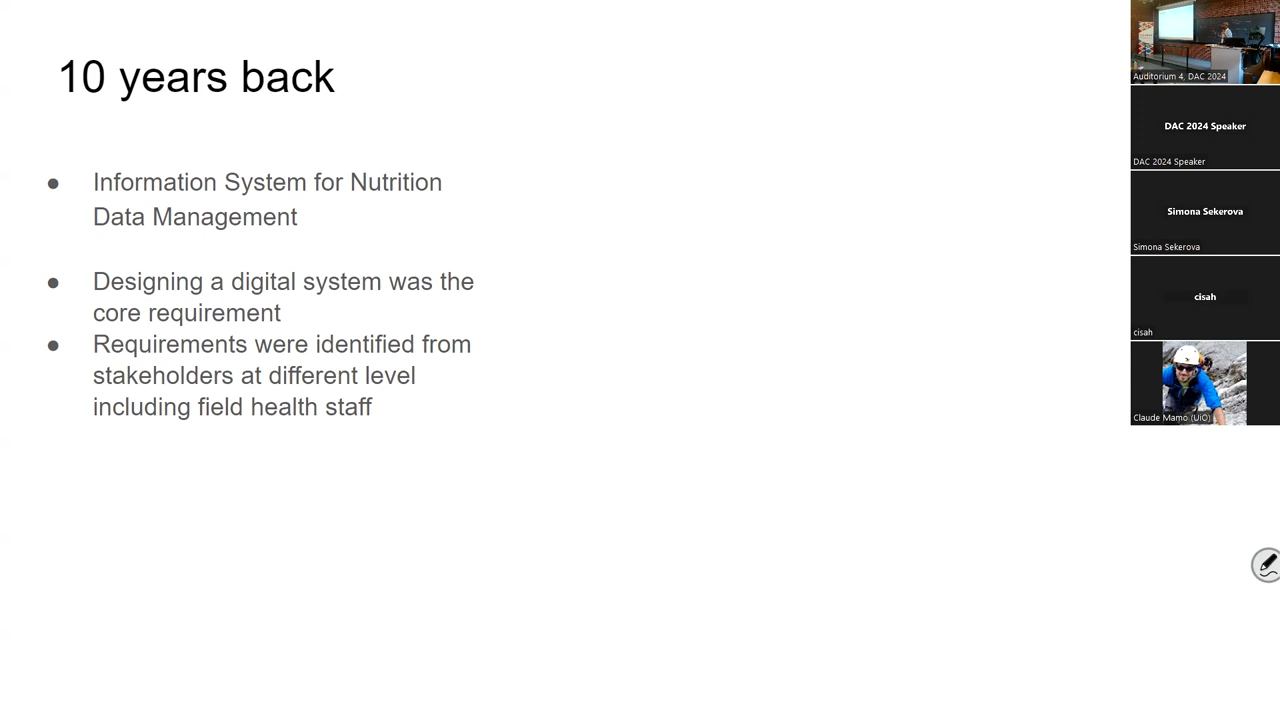 10 years back
● Information System for Nutrition
Data Management
● Designing a digital system was the
core requirement
● Requirements were identified from
stakeholders at different level
including field health staff
Auditorium 4, DAC 2024
DAC 2024 Speaker
DAC 2024 Speaker
Simona Sekerova
Simona Sekerova
cisah
cisah
Claude Mamo (UiO)